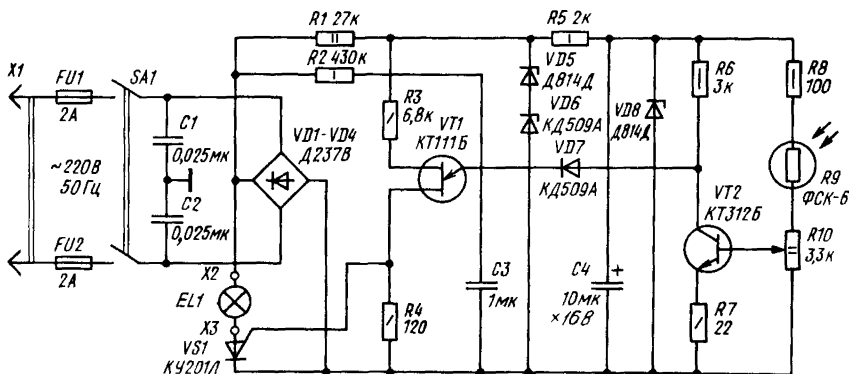 X1
FU1
2А
SA1
~220В
50Гц
FU2
2А
C1
0,025мк
C2
0,025мк
VD1-VD4
Д237В
X2
EL1
X3
VS1
КУ201Л
R1 27к
R2 430к
R3
6,8к
VT1
КТ111Б
R4
120
C3
1мк
R5 2к
VD5
Д814Д
VD6
КД509А
VD7
КД509А
VD8
Д814Д
C4
10мк
×16В
R6
3к
VT2
КТ312Б
R7
22
R8
100
R9
ФСК-6
R10
3,3к